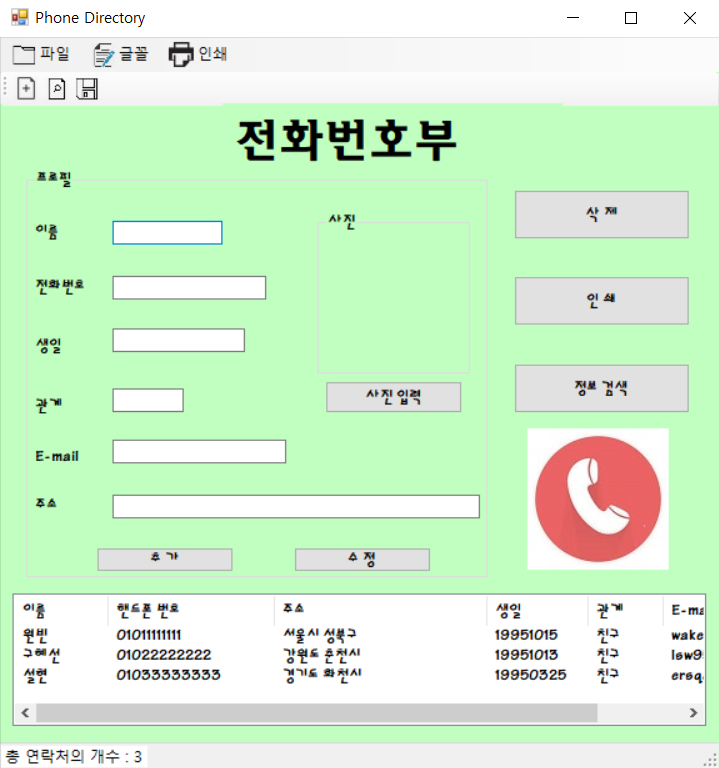 Phone Directory
파일 글꼴 인쇄
전화번호부
프로필
이름
사진
전화번호
생일
관계
사진 입력
E-mail
주소
추 가 수 정
삭 제
인 쇄
정보 검색
이름 핸드폰 번호 주소 생일 관계 E-ma
원빈 01011111111 서울시 성북구 19951015 친구 wake
구혜선 01022222222 강원도 춘천시 19951013 친구 lsw9
설현 01033333333 경기도 화천시 19950325 친구 ersq
총 연락처의 개수 : 3